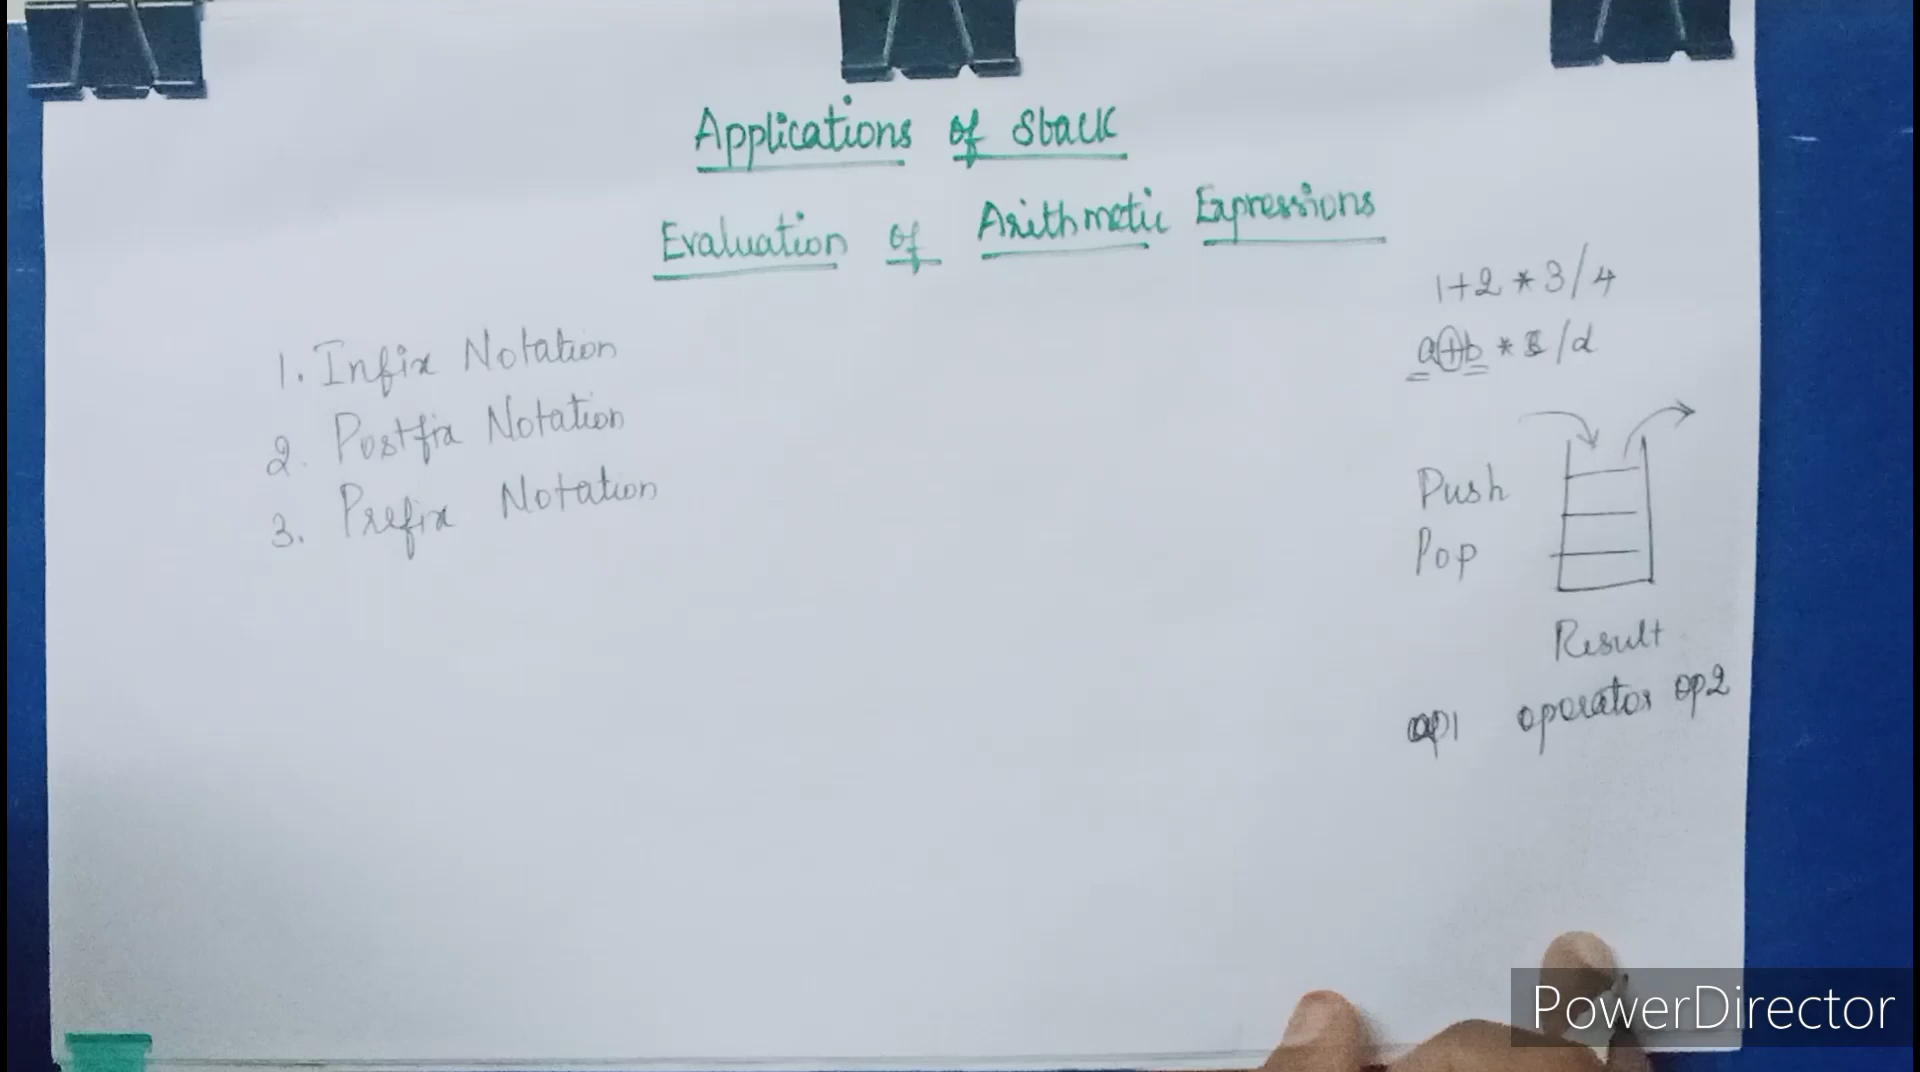 Applications of Stack
Evaluation of Arithmetic Expressions
1. Infix Notation
2. Postfix Notation
3. Prefix Notation
1+2*3/4
a+b * /d
Push
Pop
Result
op1 operator op2
PowerDirector